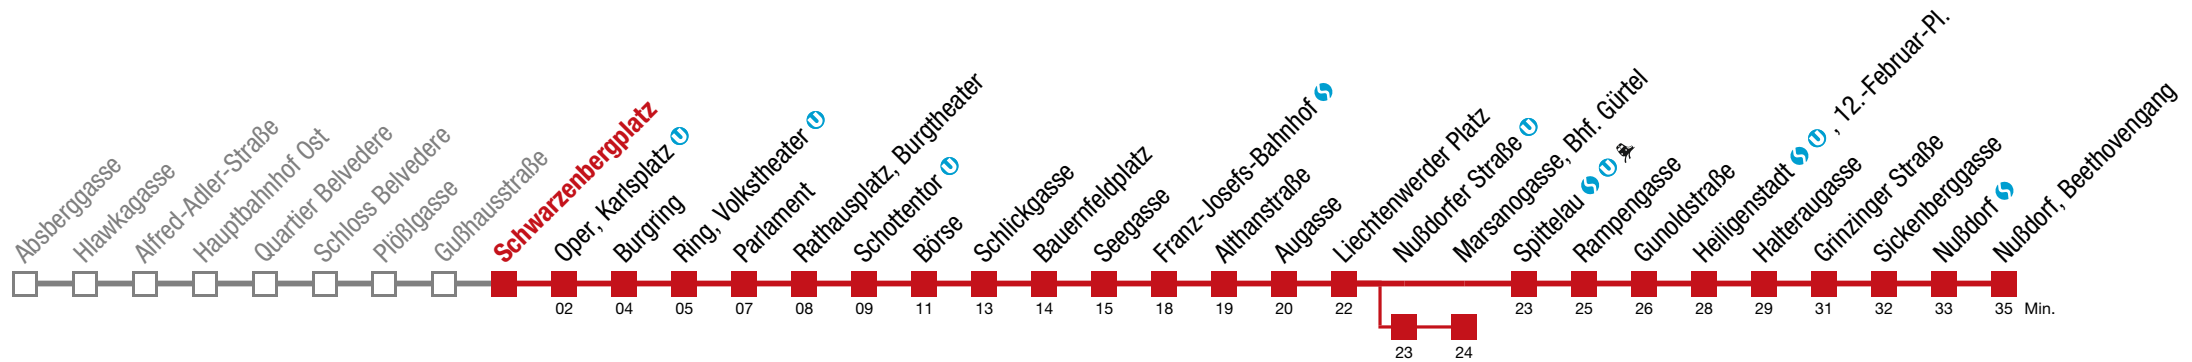 Absberggasse
Hlawkagasse
Alfred-Adler-Straße
Hauptbahnhof Ost
Quartier Belvedere
Schloss Belvedere
Plößlgasse
Gußhausstraße
Schwarzenbergplatz
Oper, Karlsplatz U
Burgring
Ring, Volkstheater U
Parlament
Rathausplatz, Burgtheater
Schottentor U
Börse
Schlickgasse
Bauernfeldplatz
Seegasse
Franz-Josefs-Bahnhof S
Althanstraße
Augasse
Liechtenwerder Platz
Nußdorfer Straße U
Marsanogasse, Bhf. Gürtel
Spittelau S U
Rampengasse
Gunoldstraße
Heiligenstadt S U , 12.-Februar-Pl.
Halteraugasse
Grinzinger Straße
Sickenberggasse
Nußdorf S
Nußdorf, Beethovengang
02 04 05 07 08 09 11 13 14 15 18 19 20 22 23 25 26 28 29 31 32 33 35 Min.
23 24